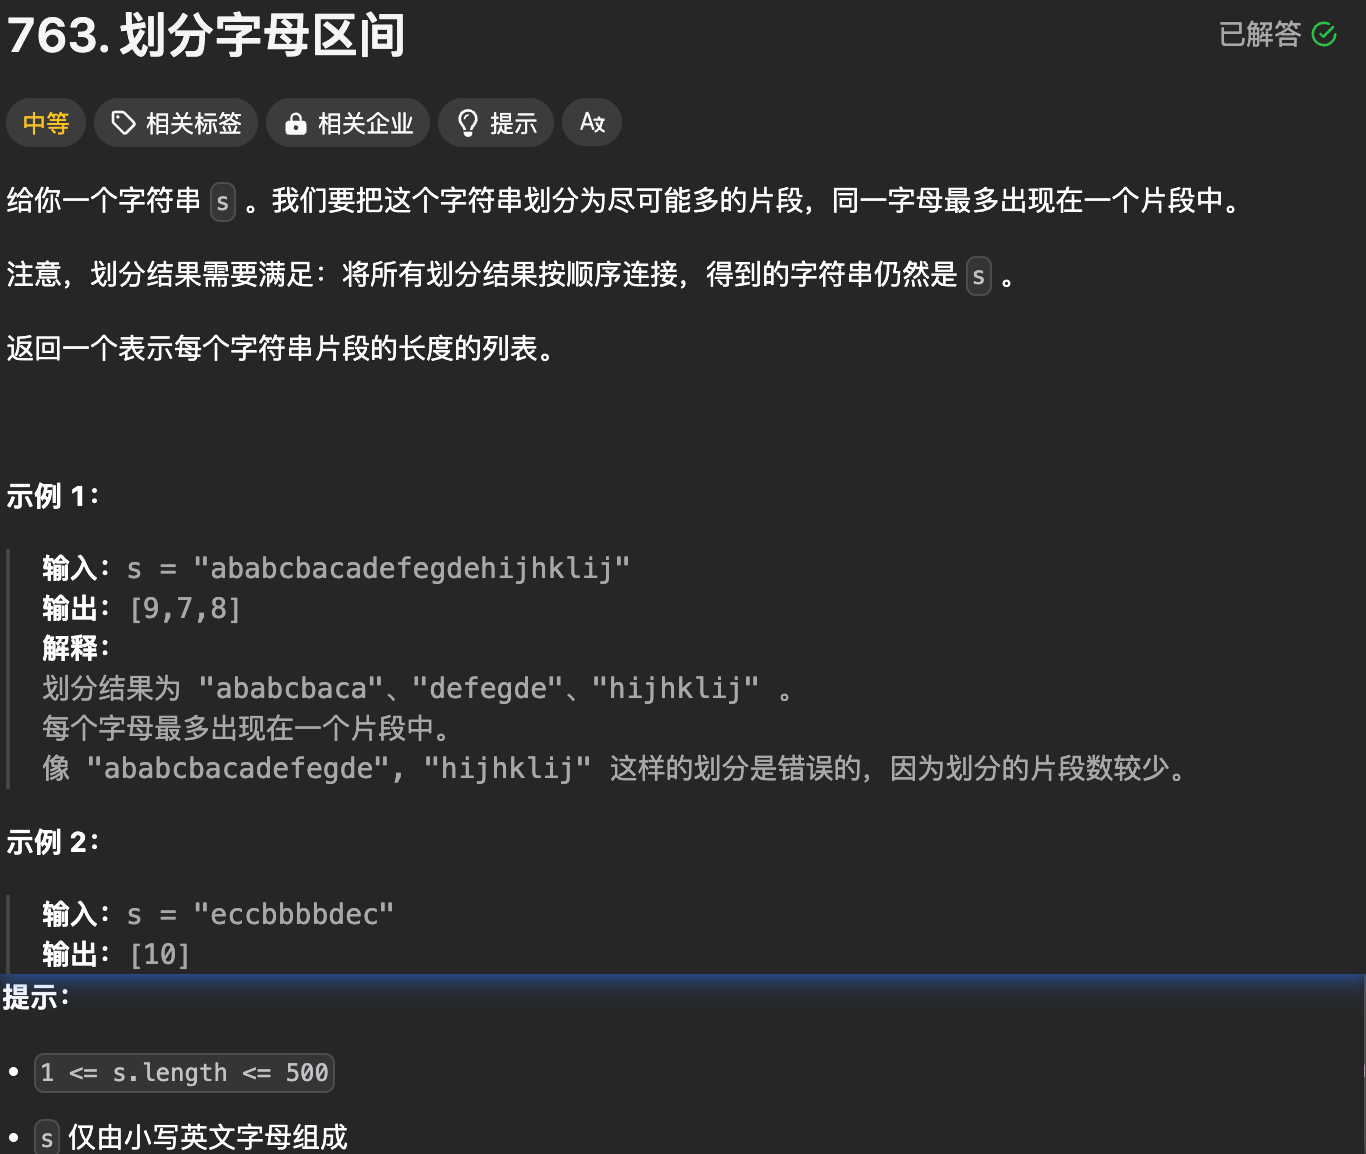 763. 划分字母区间
已解答
中等
相关标签
相关企业
提示
给你一个字符串 s 。我们要把这个字符串划分为尽可能多的片段，同一字母最多出现在一个片段中。
注意，划分结果需要满足：将所有划分结果按顺序连接，得到的字符串仍然是 s 。
返回一个表示每个字符串片段的长度的列表。
示例 1：
输入：s = "ababcbacadefegdehijhklij"
输出：[9,7,8]
解释：
划分结果为 "ababcbaca"、"defegde"、"hijhklij" 。
每个字母最多出现在一个片段中。
像 "ababcbacadefegde", "hijhklij" 这样的划分是错误的，因为划分的片段数较少。
示例 2：
输入：s = "eccbbbbdec"
输出：[10]
提示：
• 1 <= s.length <= 500
• s 仅由小写英文字母组成